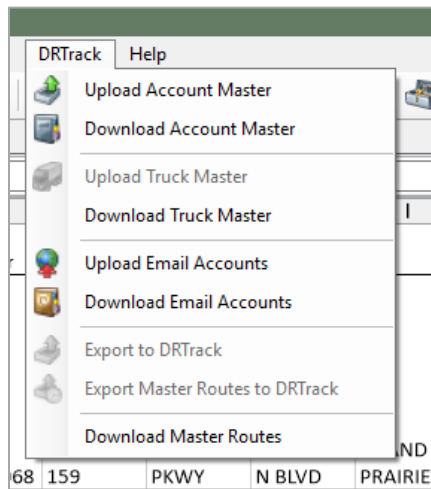 DRTrack Help
Upload Account Master
Download Account Master
Upload Truck Master
Download Truck Master
I
Upload Email Accounts
Download Email Accounts
Export to DRTrack
Export Master Routes to DRTrack
Download Master Routes
ND
68 159 PKWY N BLVD PRAIRIE